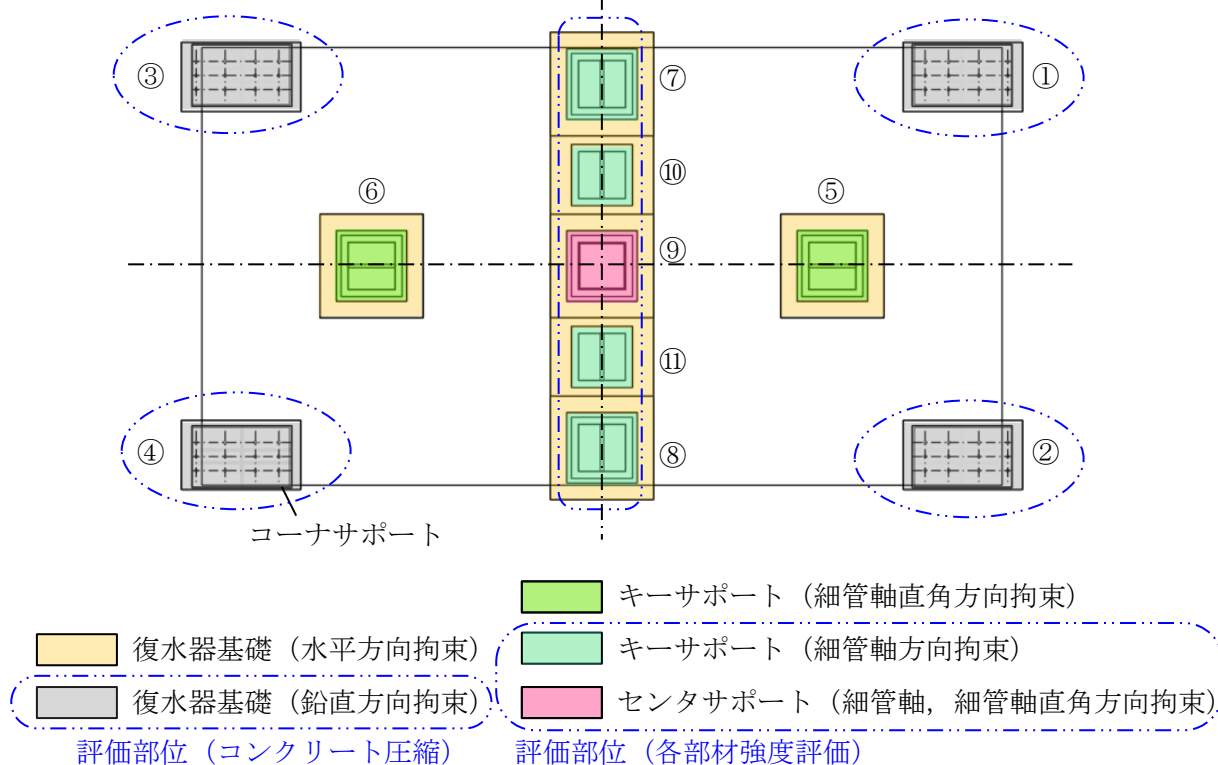 ③
⑦
①
⑩
⑥
⑤
⑨
⑪
④
⑧
②
コーナサポート
キーサポート（細管軸直角方向拘束）
復水器基礎（水平方向拘束）
キーサポート（細管軸方向拘束）
復水器基礎（鉛直方向拘束）
センタサポート（細管軸，細管軸直角方向拘束）
評価部位（コンクリート圧縮）
評価部位（各部材強度評価）